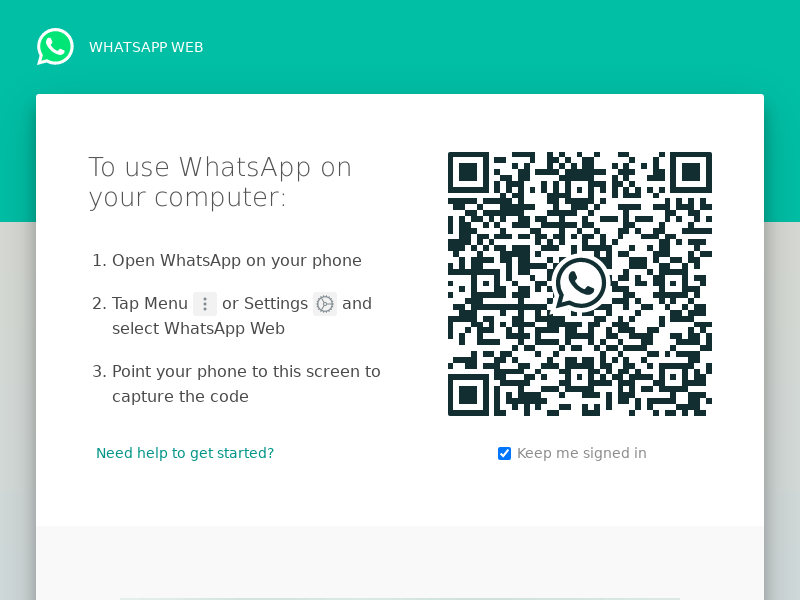 WHATSAPP WEB
To use WhatsApp on
your computer:
1. Open WhatsApp on your phone
2. Tap Menu or Settings and
select WhatsApp Web
3. Point your phone to this screen to
capture the code
Need help to get started?
Keep me signed in